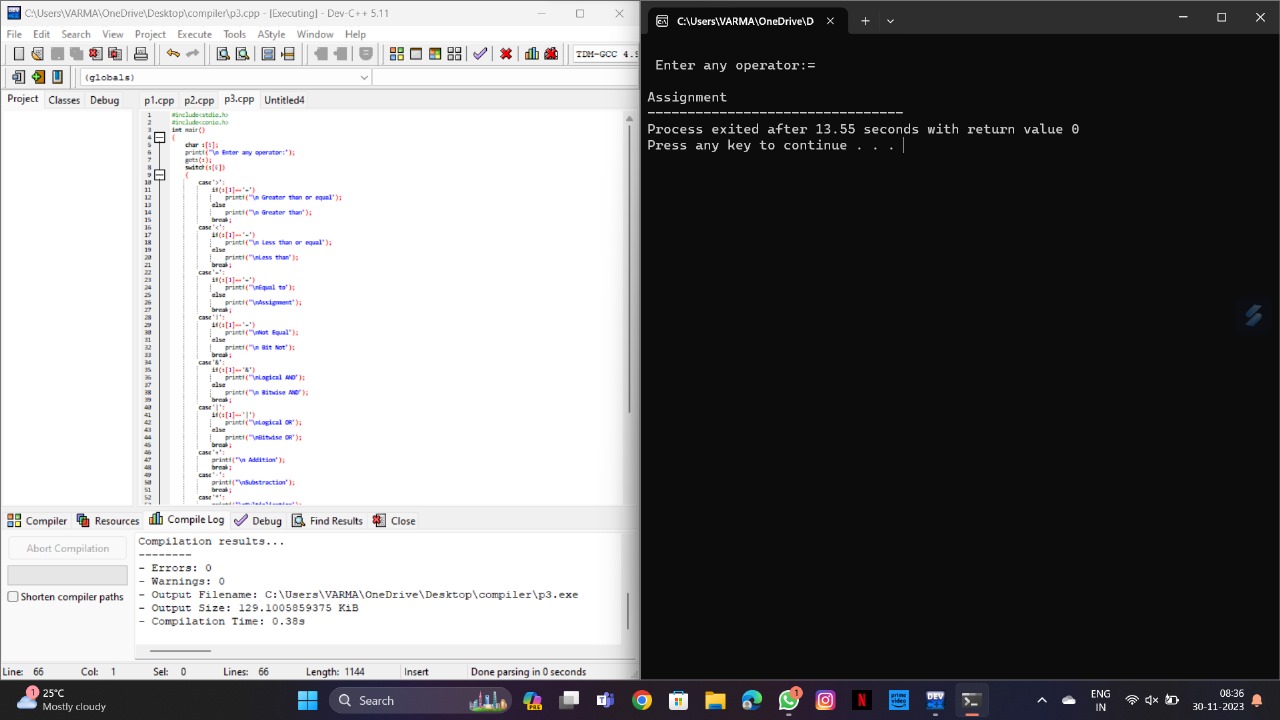 C:\Users\VARMA\OneDrive\Desktop\compiler\p3.cpp - [Executing] - Dev-C++ 5.11
File Edit Search View Project Execute Tools AStyle Window Help
TDM-GCC 4.9
(globals)
Project Classes Debug
p1.cpp p2.cpp p3.cpp Untitled4
1 #include<stdio.h>
2 #include<conio.h>
3 int main()
4 {
5 char s[5];
6 printf("\n Enter any operator:");
7 gets(s);
8 switch(s[0])
9 {
10 case'>':
11 if(s[1]=='=')
12 printf("\n Greater than or equal");
13 else
14 printf("\n Greater than");
15 break;
16 case'<':
17 if(s[1]=='=')
18 printf("\n Less than or equal");
19 else
20 printf("\nLess than");
21 break;
22 case'=':
23 if(s[1]=='=')
24 printf("\nEqual to");
25 else
26 printf("\nAssignment");
27 break;
28 case'!':
29 if(s[1]=='=')
30 printf("\nNot Equal");
31 else
32 printf("\n Bit Not");
33 break;
34 case'&':
35 if(s[1]=='&')
36 printf("\nLogical AND");
37 else
38 printf("\n Bitwise AND");
39 break;
40 case'|':
41 if(s[1]=='|')
42 printf("\nLogical OR");
43 else
44 printf("\nBitwise OR");
45 break;
46 case'+':
47 printf("\n Addition");
48 break;
49 case'-':
50 printf("\nSubstraction");
51 break;
52 case'*':
Compiler Resources Compile Log Debug Find Results Close
Abort Compilation
Shorten compiler paths
Compilation results...
--------
- Errors: 0
- Warnings: 0
- Output Filename: C:\Users\VARMA\OneDrive\Desktop\compiler\p3.exe
- Output Size: 129.1005859375 KiB
- Compilation Time: 0.38s
Line: 66 Col: 1 Sel: 0 Lines: 66 Length: 1144 Insert Done parsing in 0 seconds
C:\Users\VARMA\OneDrive\D
Enter any operator:=
Assignment
--------------------------------
Process exited after 13.55 seconds with return value 0
Press any key to continue . . .
1
25°C
Mostly cloudy
Search
PRE
1
N
prime video
DEV
ENG
IN
08:36
30-11-2023